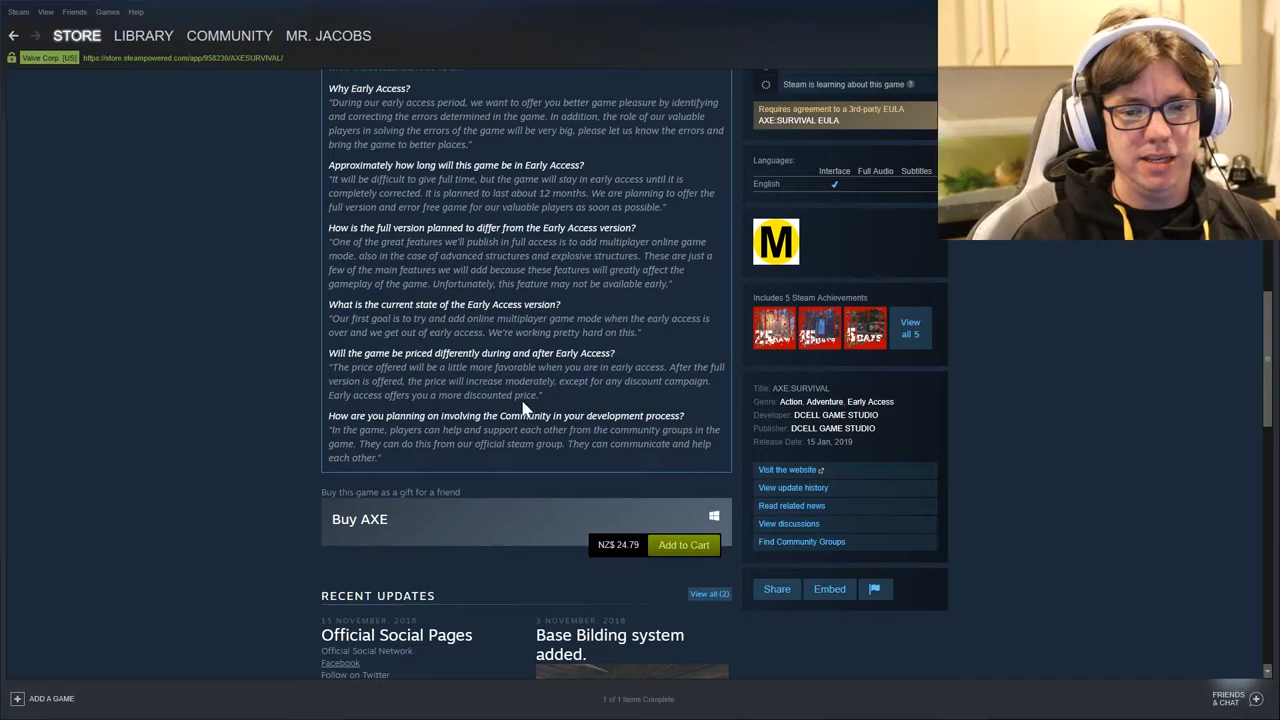 Steam View Friends Games Help
STORE LIBRARY COMMUNITY MR. JACOBS
Valve Corp. [US] https://store.steampowered.com/app/958230/AXESURVIVAL/
Why Early Access?
“During our early access period, we want to offer you better game pleasure by identifying
and correcting the errors determined in the game. In addition, the role of our valuable
players in solving the errors of the game will be very big, please let us know the errors and
bring the game to better places.”
Approximately how long will this game be in Early Access?
“It will be difficult to give full time, but the game will stay in early access until it is
completely corrected. It is planned to last about 12 months. We are planning to offer the
full version and error free game for our valuable players as soon as possible.”
How is the full version planned to differ from the Early Access version?
“One of the great features we'll publish in full access is to add multiplayer online game
mode. also in the case of advanced structures and explosive structures. These are just a
few of the main features we will add because these features will greatly affect the
gameplay of the game. Unfortunately, this feature may not be available early.”
What is the current state of the Early Access version?
“Our first goal is to try and add online multiplayer game mode when the early access is
over and we get out of early access. We're working pretty hard on this.”
Will the game be priced differently during and after Early Access?
“The price offered will be a little more favorable when you are in early access. After the full
version is offered, the price will increase moderately, except for any discount campaign.
Early access offers you a more discounted price.”
How are you planning on involving the Community in your development process?
“In the game, players can help and support each other from the community groups in the
game. They can do this from our official steam group. They can communicate and help
each other.”
Buy this game as a gift for a friend
Buy AXE
NZ$ 24.79 Add to Cart
RECENT UPDATES View all (2)
15 NOVEMBER, 2018
Official Social Pages
Official Social Network
Facebook
Follow on Twitter
3 NOVEMBER, 2018
Base Bilding system
added.
Steam is learning about this game ?
Requires agreement to a 3rd-party EULA
AXE:SURVIVAL EULA
Languages:
Interface Full Audio Subtitles
English ✔
M
Includes 5 Steam Achievements
25 DAYS
15 DAYS
5 DAYS
View
all 5
Title: AXE:SURVIVAL
Genre: Action, Adventure, Early Access
Developer: DCELL GAME STUDIO
Publisher: DCELL GAME STUDIO
Release Date: 15 Jan, 2019
Visit the website
View update history
Read related news
View discussions
Find Community Groups
Share Embed
ADD A GAME
1 of 1 Items Complete
FRIENDS
& CHAT